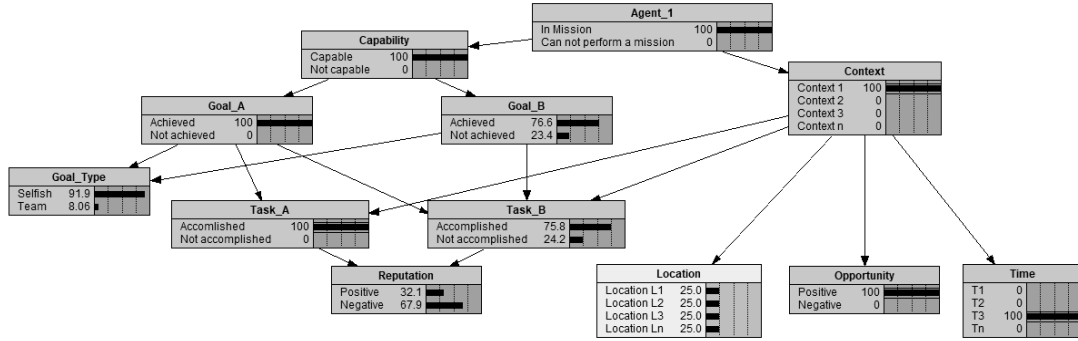 Agent_1
In Mission 100
Can not perform a mission 0
Capability
Capable 100
Not capable 0
Context
Context 1 100
Context 2 0
Context 3 0
Context n 0
Goal_A
Achieved 100
Not achieved 0
Goal_B
Achieved 76.6
Not achieved 23.4
Goal_Type
Selfish 91.9
Team 8.06
Task_A
Accomlished 100
Not accomplished 0
Task_B
Accomplished 75.8
Not accomplished 24.2
Reputation
Positive 32.1
Negative 67.9
Location
Location L1 25.0
Location L2 25.0
Location L3 25.0
Location Ln 25.0
Opportunity
Positive 100
Negative 0
Time
T1 0
T2 0
T3 100
Tn 0